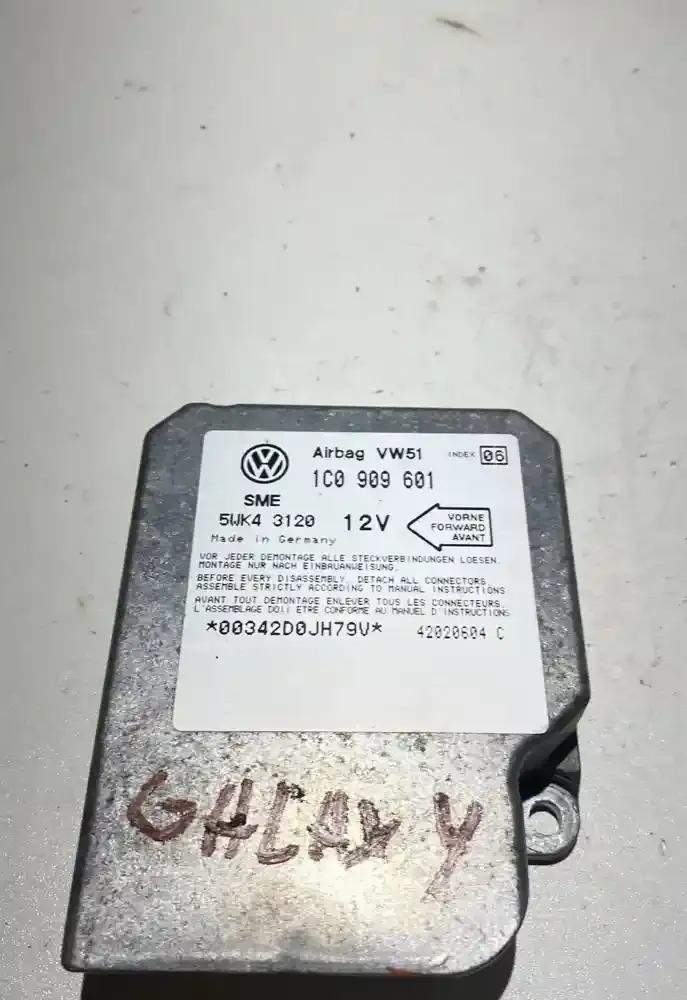 Airbag VW51 INDEX 06
1C0 909 601
SME
5WK4 3120 12V VORNE
FORWARD
AVANT
Made in Germany
VOR JEDER DEMONTAGE ALLE STECKVERBINDUNGEN LOESEN.
MONTAGE NUR NACH EINBAUANWEISUNG.
BEFORE EVERY DISASSEMBLY, DETACH ALL CONNECTORS.
ASSEMBLE STRICTLY ACCORDING TO MANUAL INSTRUCTIONS
AVANT TOUT DEMONTAGE ENLEVER TOUS LES CONNECTEURS.
L'ASSEMBLAGE DOIT ETRE CONFORME AU MANUEL D'INSTRUCTIONS
*00342D0JH79V* 42020604 C
GALAXY